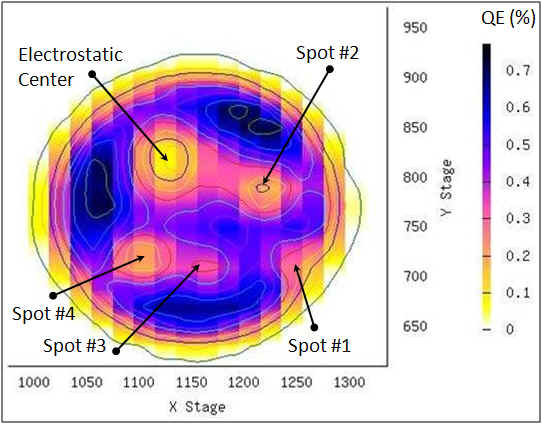 QE (%)
Electrostatic
Center
Spot #2
950
900
850
800
750
700
650
Y Stage
0.7
0.6
0.5
0.4
0.3
0.2
0.1
0
Spot #4
Spot #3
Spot #1
1000 1050 1100 1150 1200 1250 1300
X Stage